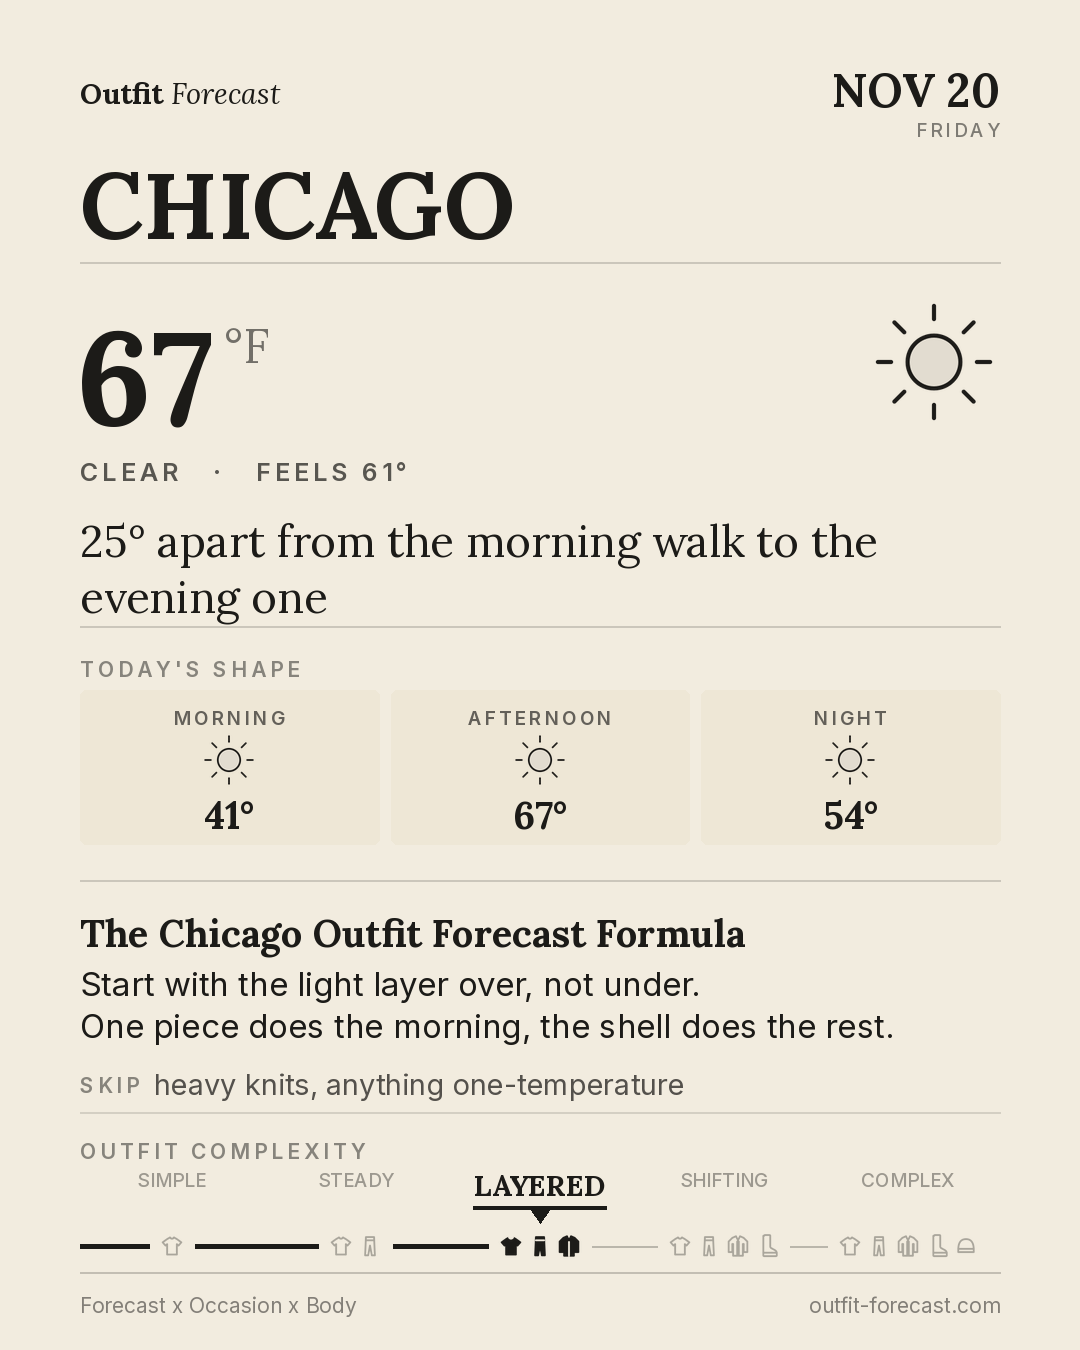 Outfit Forecast
NOV 20
FRIDAY
CHICAGO
67 °F
CLEAR · FEELS 61°
25° apart from the morning walk to the
evening one
TODAY'S SHAPE
MORNING
41°
AFTERNOON
67°
NIGHT
54°
The Chicago Outfit Forecast Formula
Start with the light layer over, not under.
One piece does the morning, the shell does the rest.
SKIP heavy knits, anything one-temperature
OUTFIT COMPLEXITY
SIMPLE STEADY LAYERED SHIFTING COMPLEX
Forecast x Occasion x Body
outfit-forecast.com